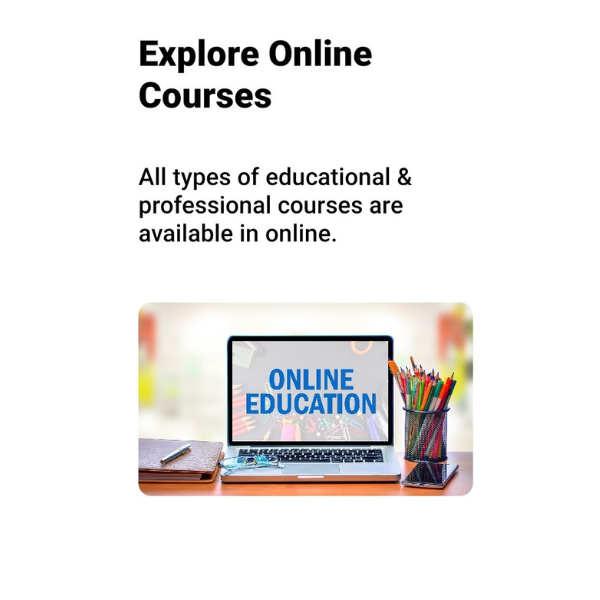 Explore Online
Courses
All types of educational &
professional courses are
available in online.
ONLINE
EDUCATION